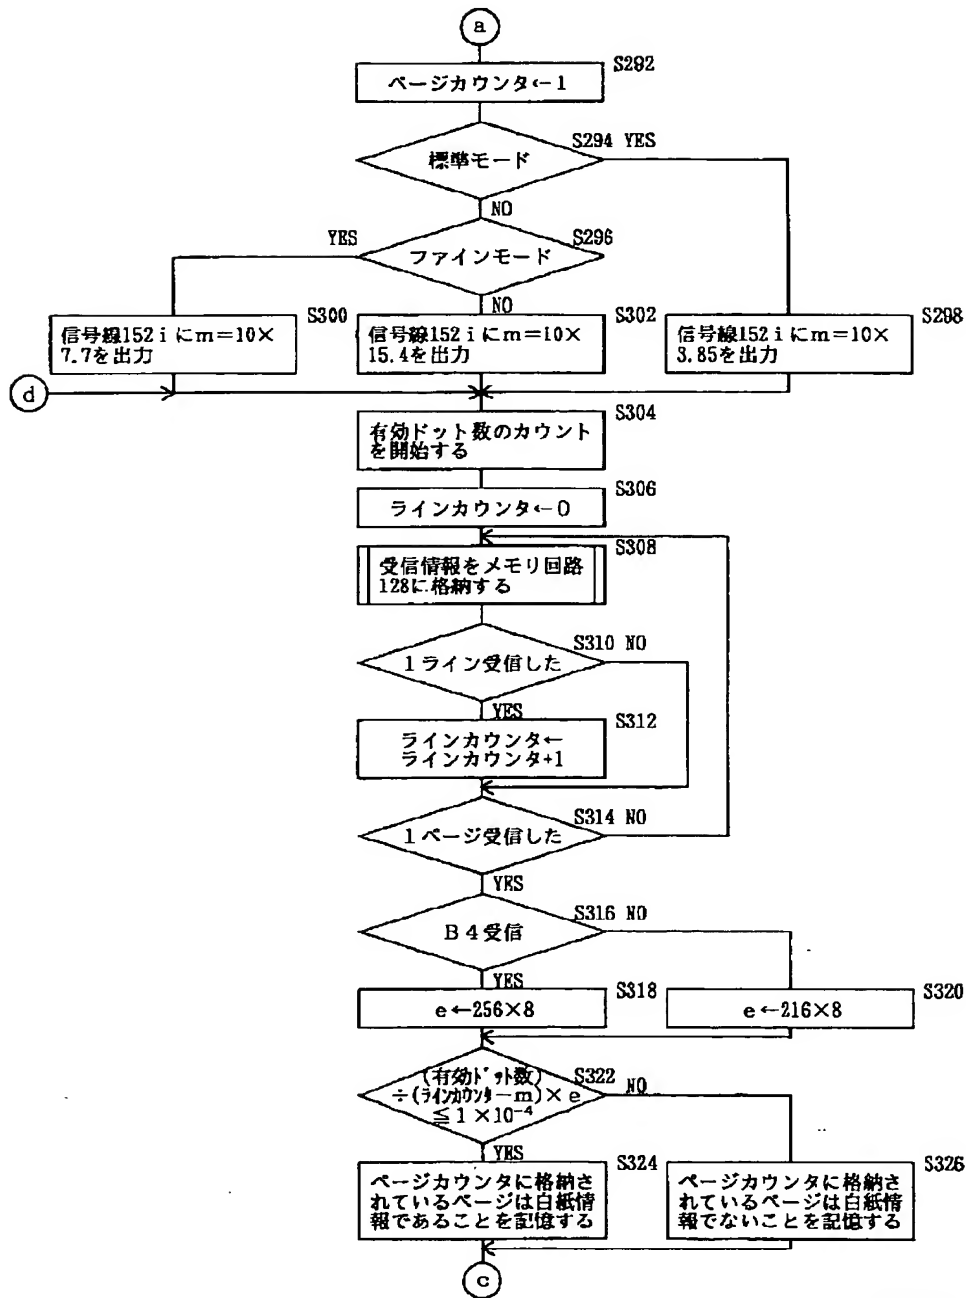 a
S292
ページカウンタ←1
S294 YES
標準モード
NO
YES
S296
ファインモード
NO
S300
信号線152iにm=10×
7.7を出力
S302
信号線152iにm=10×
15.4を出力
S298
信号線152iにm=10×
3.85を出力
d
S304
有効ドット数のカウント
を開始する
S306
ラインカウンタ←0
S308
受信情報をメモリ回路
128に格納する
S310 NO
1ライン受信した
YES
S312
ラインカウンタ←
ラインカウンタ+1
S314 NO
1ページ受信した
YES
S316 NO
B4受信
YES
S318
e←256×8
S320
e←216×8
S322
NO
(有効ドット数)
÷(ラインカウンター−m)×e
≦1×10⁻⁴
YES
S324
ページカウンタに格納さ
れているページは白紙情
報であることを記憶する
S326
ページカウンタに格納さ
れているページは白紙情報
でないことを記憶する
c